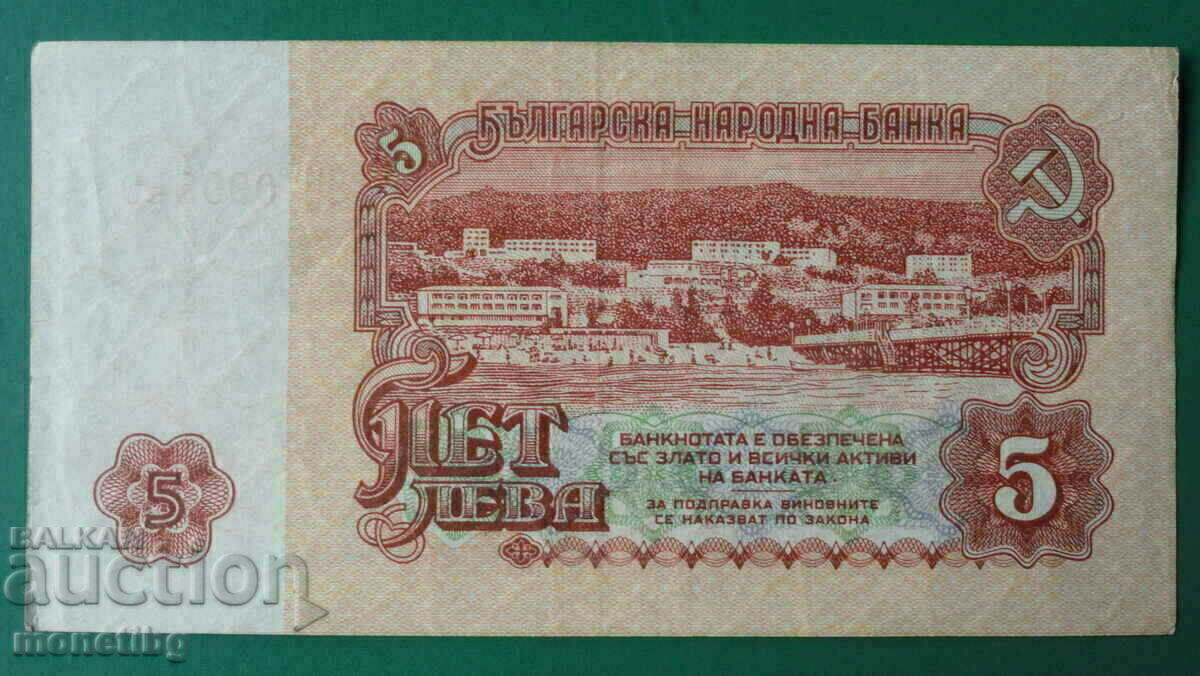 5
БЪЛГАРСКА НАРОДНА БАНКА
ПЕТ
ЛЕВА
БАНКНОТАТА Е ОБЕЗПЕЧЕНА
СЪС ЗЛАТО И ВСИЧКИ АКТИВИ
НА БАНКАТА
ЗА ПОДПРАВКА ВИНОВНИТЕ
СЕ НАКАЗВАТ ПО ЗАКОНА
5
5
BALKAN
auction
monetibg